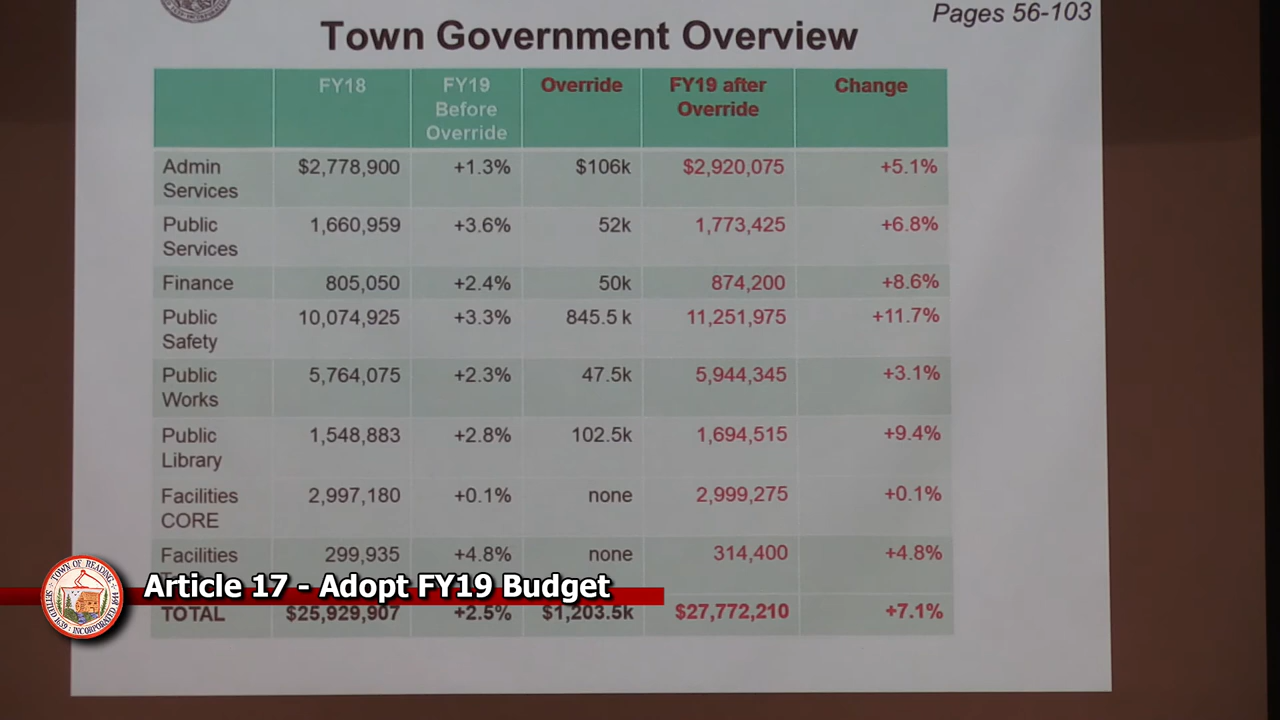 Pages 56-103
Town Government Overview
FY18 FY19 Before Override Override FY19 after Override Change
Admin Services $2,778,900 +1.3% $106k $2,920,075 +5.1%
Public Services 1,660,959 +3.6% 52k 1,773,425 +6.8%
Finance 805,050 +2.4% 50k 874,200 +8.6%
Public Safety 10,074,925 +3.3% 845.5 k 11,251,975 +11.7%
Public Works 5,764,075 +2.3% 47.5k 5,944,345 +3.1%
Public Library 1,548,883 +2.8% 102.5k 1,694,515 +9.4%
Facilities CORE 2,997,180 +0.1% none 2,999,275 +0.1%
Facilities 299,935 +4.8% none 314,400 +4.8%
TOWN OF READING
SETTLED 1639 INCORPORATED 1644
Article 17 - Adopt FY19 Budget
TOTAL $25,929,907 +2.5% $1,203.5k $27,772,210 +7.1%